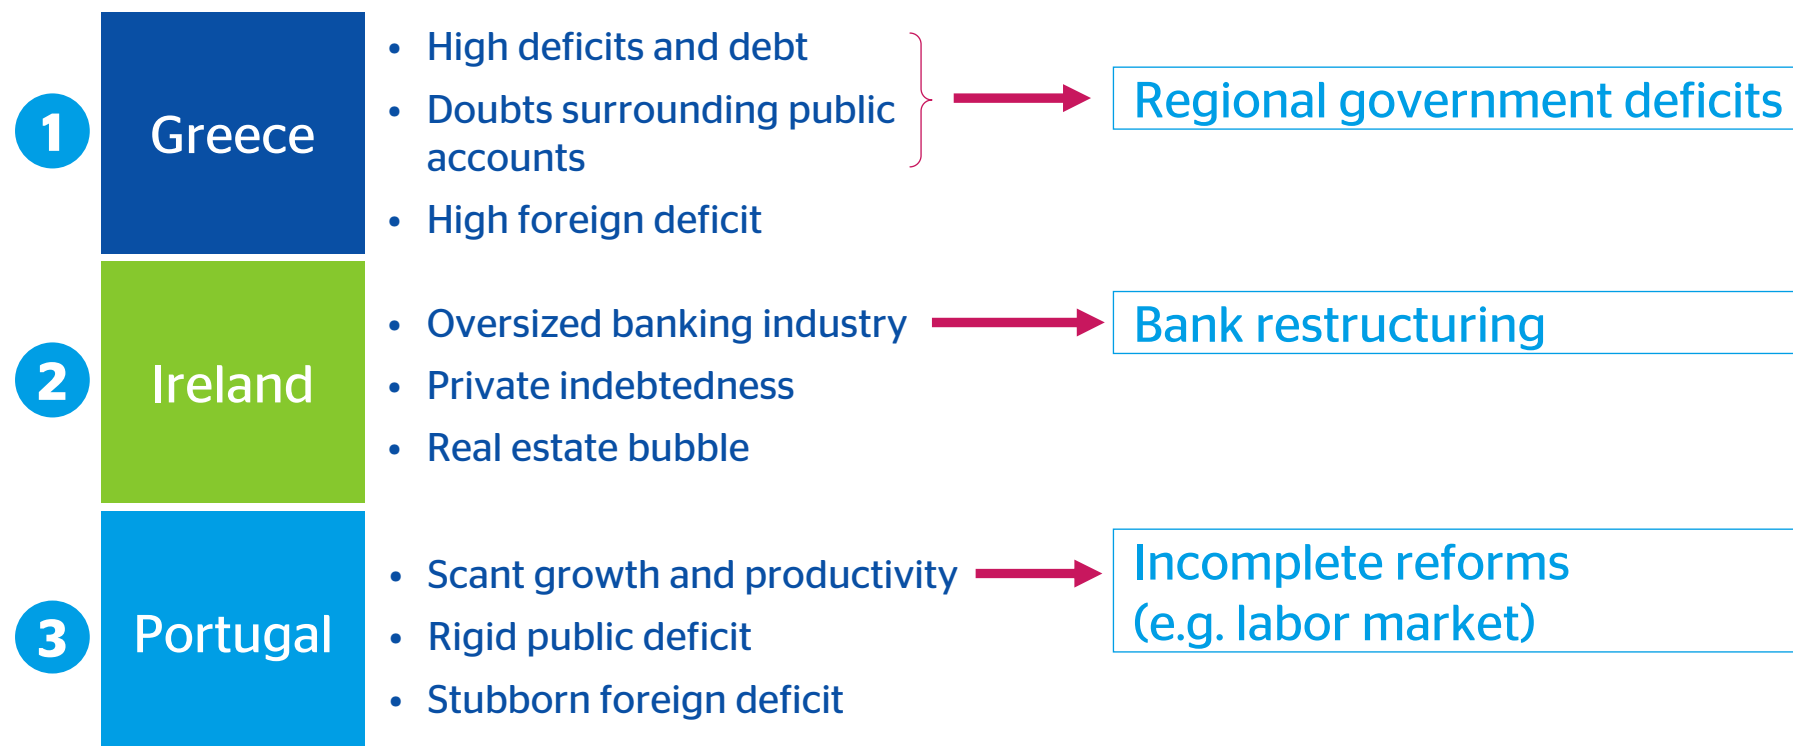 1
Greece
• High deficits and debt
• Doubts surrounding public
accounts
• High foreign deficit
Regional government deficits
2
Ireland
• Oversized banking industry
• Private indebtedness
• Real estate bubble
Bank restructuring
3
Portugal
• Scant growth and productivity
• Rigid public deficit
• Stubborn foreign deficit
Incomplete reforms
(e.g. labor market)